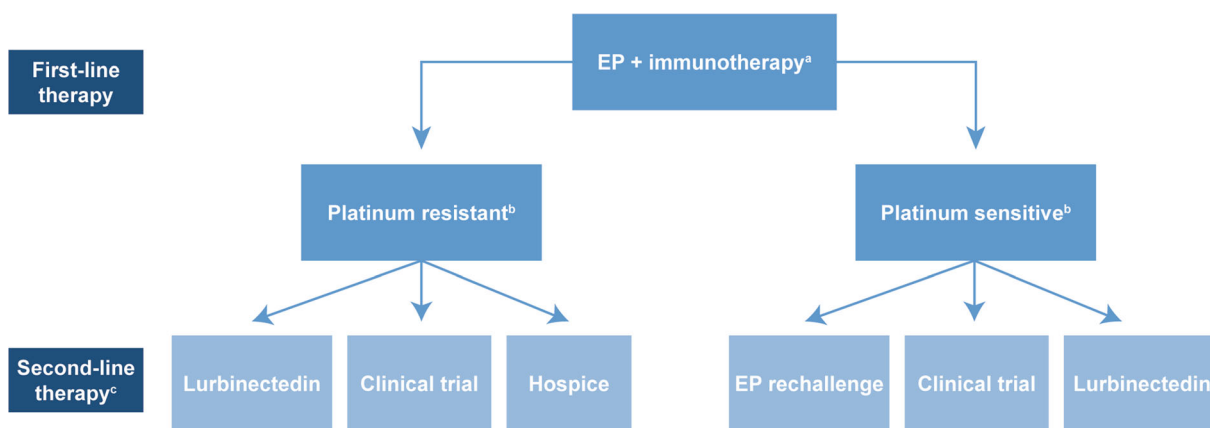 EP + immunotherapyᵃ
First-line
therapy
Platinum resistantᵇ
Platinum sensitiveᵇ
Second-line
therapyᶜ
Lurbinectedin
Clinical trial
Hospice
EP rechallenge
Clinical trial
Lurbinectedin